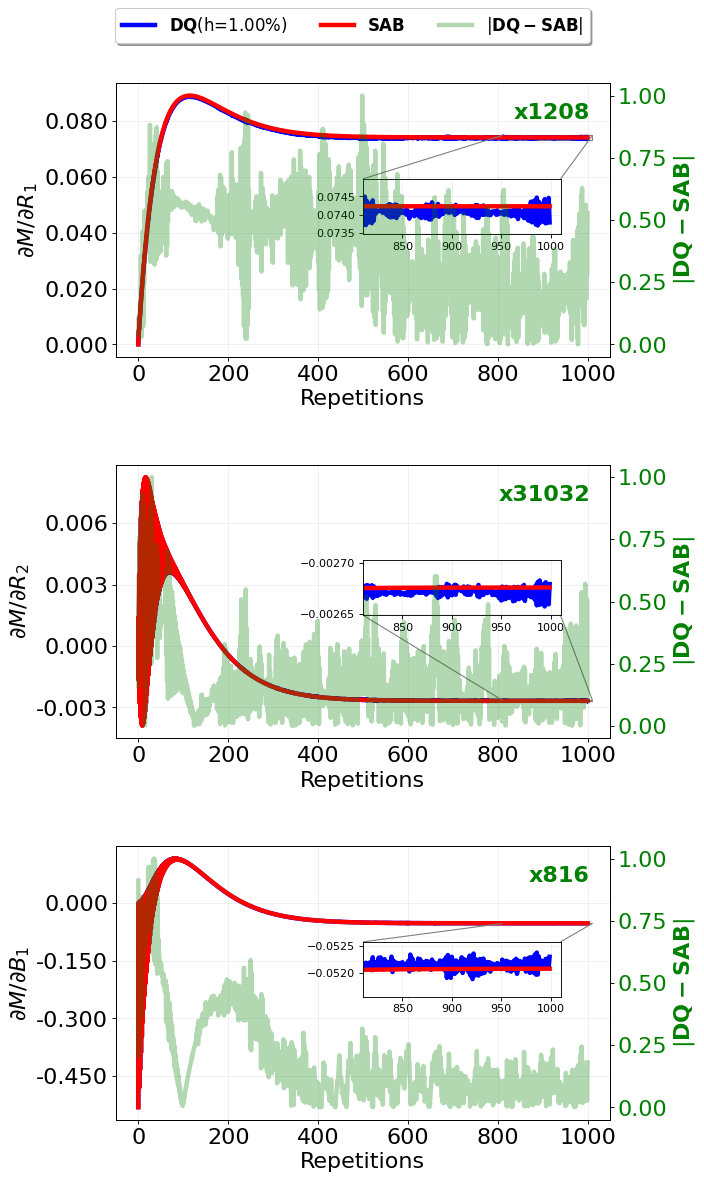 DQ(h=1.00%) SAB |DQ − SAB|
x1208
0.080
0.060
0.040
0.020
0.000
∂M/∂R₁
1.00
0.75
0.50
0.25
0.00
|DQ − SAB|
0.0745
0.0740
0.0735
850 900 950 1000
0 200 400 600 800 1000
Repetitions
x31032
0.006
0.003
0.000
-0.003
∂M/∂R₂
1.00
0.75
0.50
0.25
0.00
|DQ − SAB|
−0.00270
−0.00265
850 900 950 1000
0 200 400 600 800 1000
Repetitions
x816
0.000
-0.150
-0.300
-0.450
∂M/∂B₁
1.00
0.75
0.50
0.25
0.00
|DQ − SAB|
−0.0525
−0.0520
850 900 950 1000
0 200 400 600 800 1000
Repetitions